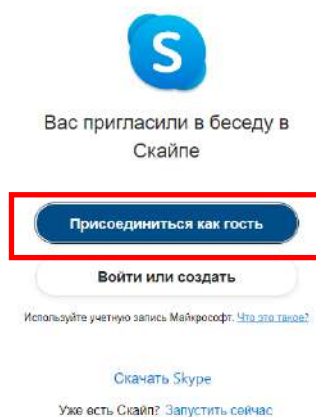 S
Вас пригласили в беседу в
Скайпе
Присоединиться как гость
Войти или создать
Используйте учетную запись Майкрософт. Что это такое?
Скачать Skype
Уже есть Скайп? Запустить сейчас